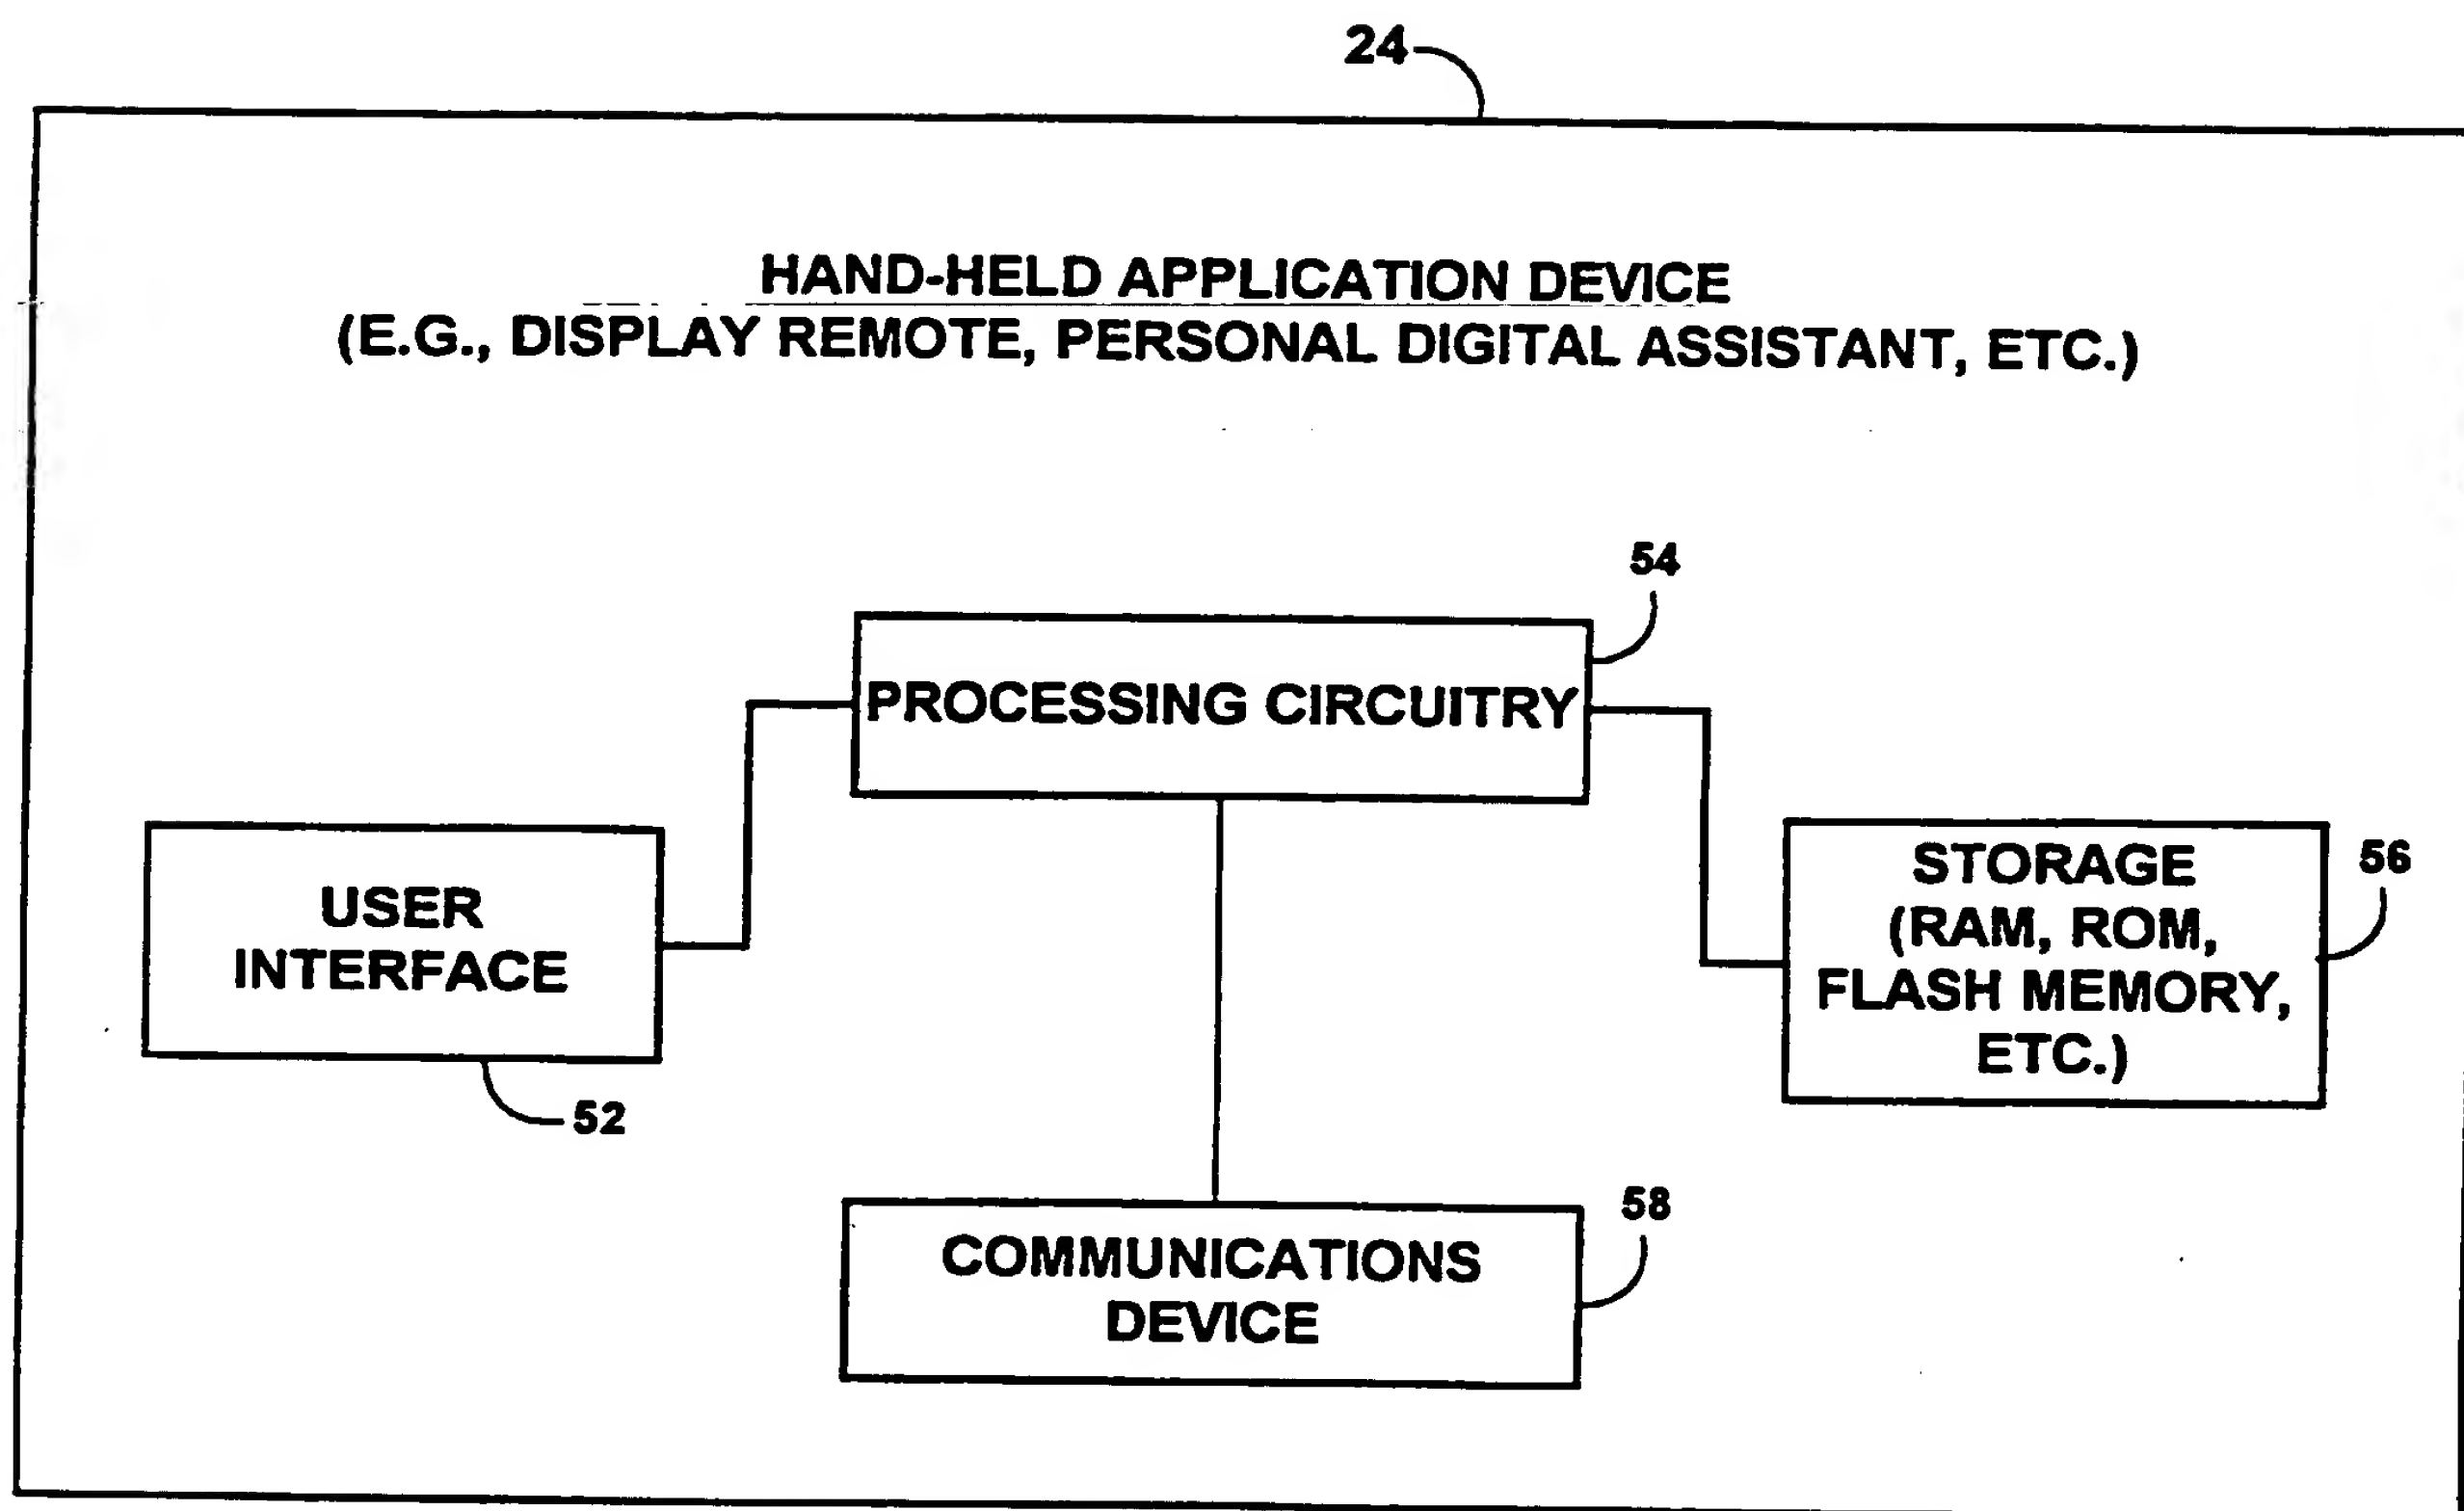 24
HAND-HELD APPLICATION DEVICE
(E.G., DISPLAY REMOTE, PERSONAL DIGITAL ASSISTANT, ETC.)
54
PROCESSING CIRCUITRY
USER
INTERFACE
52
STORAGE
(RAM, ROM,
FLASH MEMORY,
ETC.)
56
58
COMMUNICATIONS
DEVICE